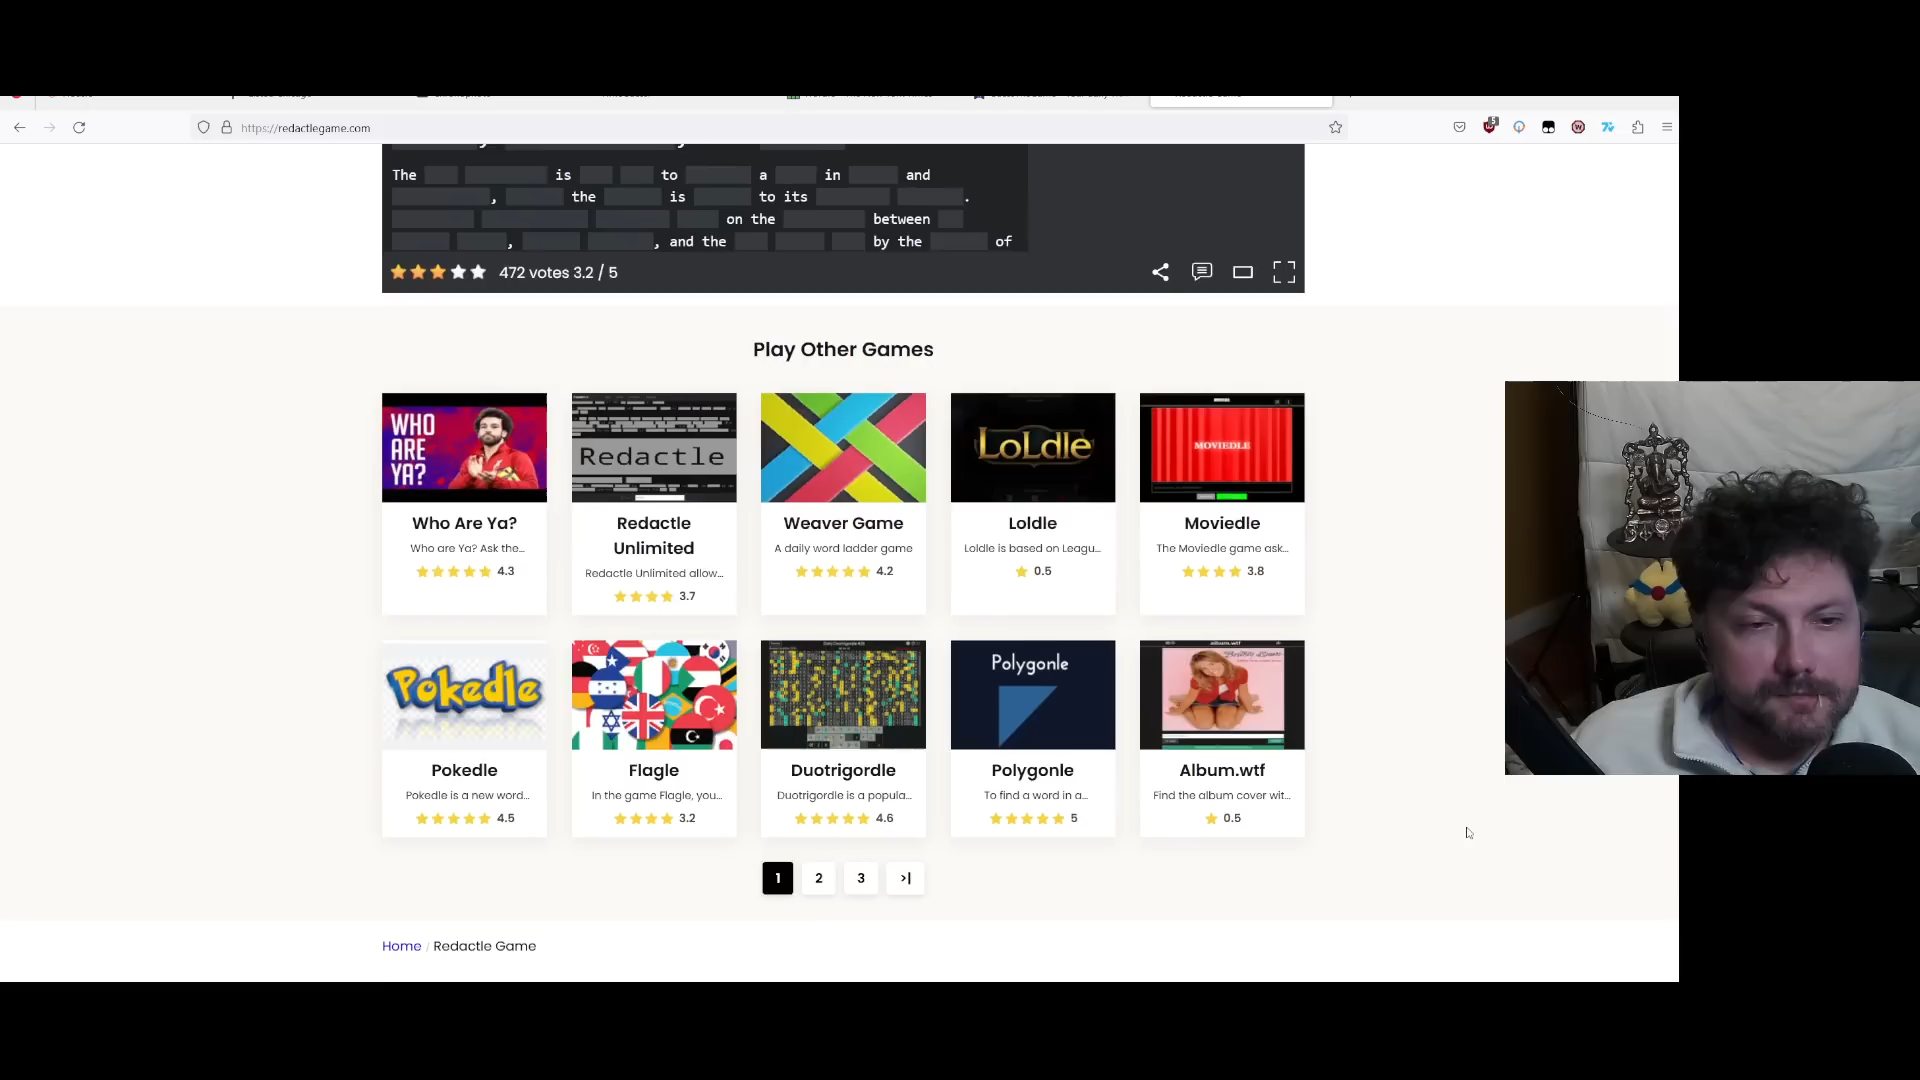 https://redactlegame.com
The is to a in and
, the is to its .
on the between
, , and the by the of
472 votes 3.2 / 5
Play Other Games
WHO
ARE
YA?
Redactle
LoLdle
MOVIEDLE
Who Are Ya?
Who are Ya? Ask the...
4.3
Redactle
Unlimited
Redactle Unlimited allow...
3.7
Weaver Game
A daily word ladder game
4.2
Loldle
Loldle is based on Leagu...
0.5
Moviedle
The Moviedle game ask...
3.8
Pokedle
Polygonle
album.wtf
Pokedle
Pokedle is a new word...
4.5
Flagle
In the game Flagle, you...
3.2
Duotrigordle
Duotrigordle is a popula...
4.6
Polygonle
To find a word in a...
5
Album.wtf
Find the album cover wit...
0.5
1 2 3 >|
Home / Redactle Game